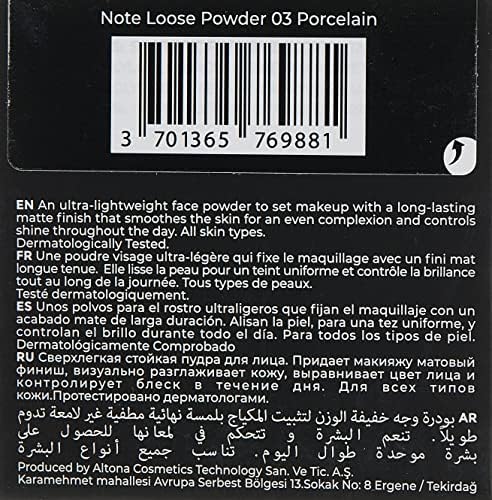 Note Loose Powder 03 Porcelain
3 701365 769881
EN An ultra-lightweight face powder to set makeup with a long-lasting
matte finish that smoothes the skin for an even complexion and controls
shine throughout the day. All skin types.
Dermatologically Tested.
FR Une poudre visage ultra-légère qui fixe le maquillage avec un fini mat
longue tenue. Elle lisse la peau pour un teint uniforme et contrôle la brillance
tout au long de la journée. Tous types de peaux.
Testé dermatologiquement.
ES Unos polvos para el rostro ultraligeros que fijan el maquillaje con un
acabado mate de larga duración. Alisan la piel, para una tez uniforme, y
controlan el brillo durante todo el día. Para todos los tipos de piel.
Dermatológicamente Comprobado
RU Сверхлегкая стойкая пудра для лица. Придает макияжу матовый
финиш, визуально разглаживает кожу, выравнивает цвет лица и
контролирует блеск в течение дня. Для всех типов
кожи.Протестировано дерматологами.
AR بودرة وجه خفيفة الوزن لتثبيت المكياج بلمسة نهائية مطفية غير لامعة تدوم
طويلاً. تنعم البشرة و تتحكم في لمعانها للحصول على
بشرة موحدة طوال اليوم. تناسب جميع أنواع البشرة
Produced by Altona Cosmetics Technology San. Ve Tic. A.Ş.
Karamehmet mahallesi Avrupa Serbest Bölgesi 13.Sokak No: 8 Ergene / Tekirdağ